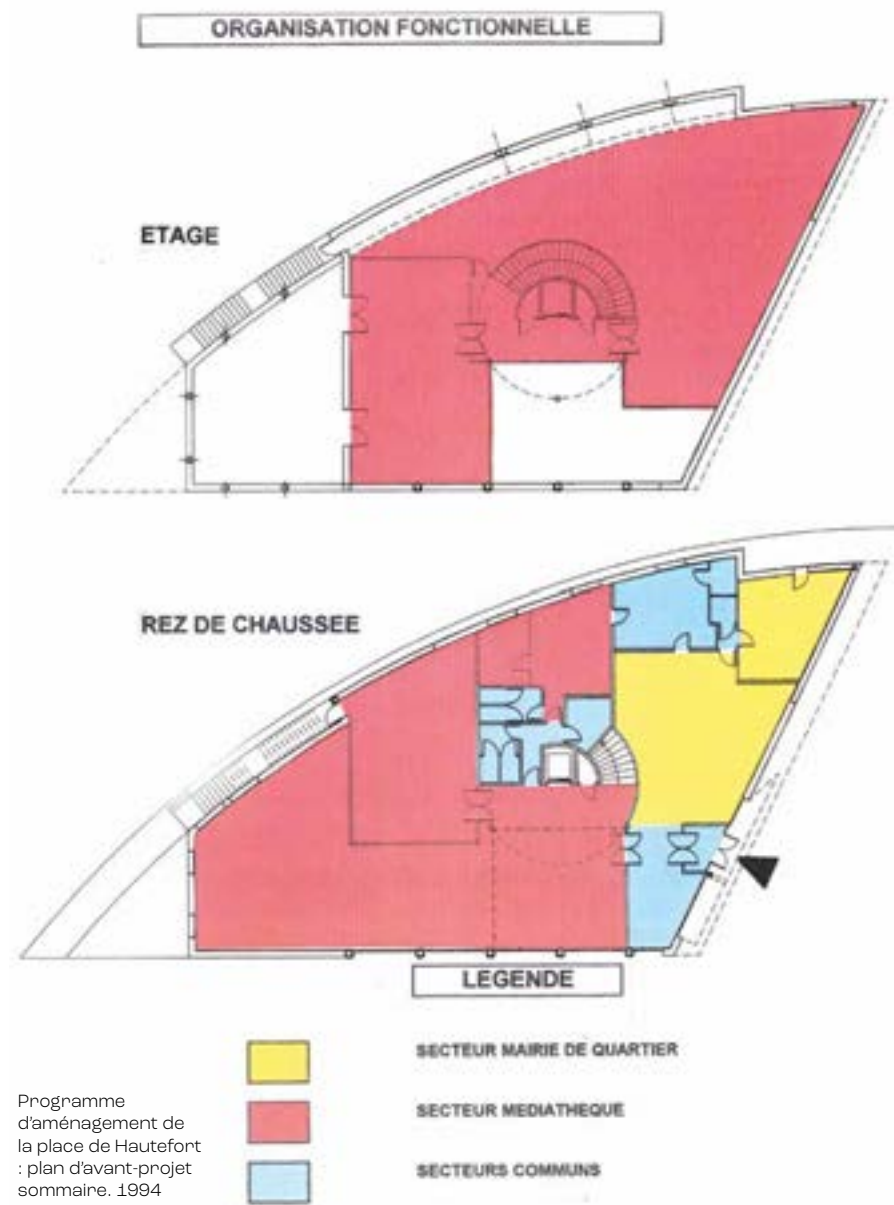 ORGANISATION FONCTIONNELLE
ETAGE
REZ DE CHAUSSEE
LEGENDE
SECTEUR MAIRIE DE QUARTIER
SECTEUR MEDIATHEQUE
SECTEURS COMMUNS
Programme
d'aménagement de
la place de Hautefort
: plan d'avant-projet
sommaire. 1994